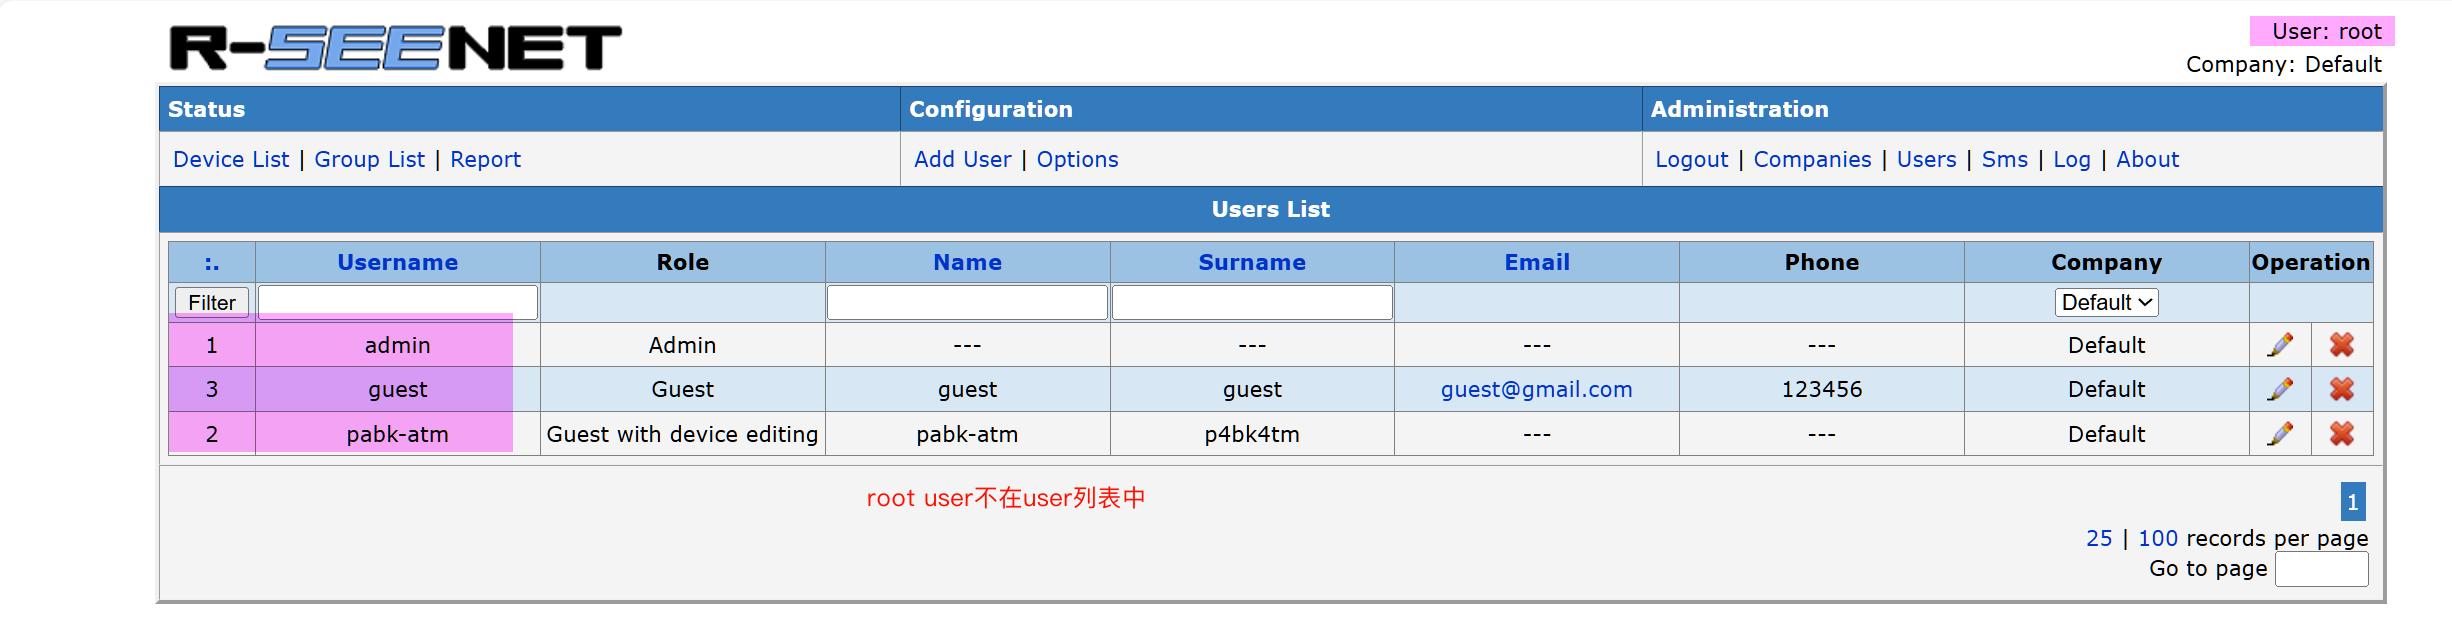 R-SEENET
User: root
Company: Default
Status Configuration Administration
Device List | Group List | Report Add User | Options Logout | Companies | Users | Sms | Log | About
Users List
:. Username Role Name Surname Email Phone Company Operation
Filter Default
1 admin Admin --- --- --- --- Default
3 guest Guest guest guest guest@gmail.com 123456 Default
2 pabk-atm Guest with device editing pabk-atm p4bk4tm --- --- Default
root user不在user列表中
1
25 | 100 records per page
Go to page